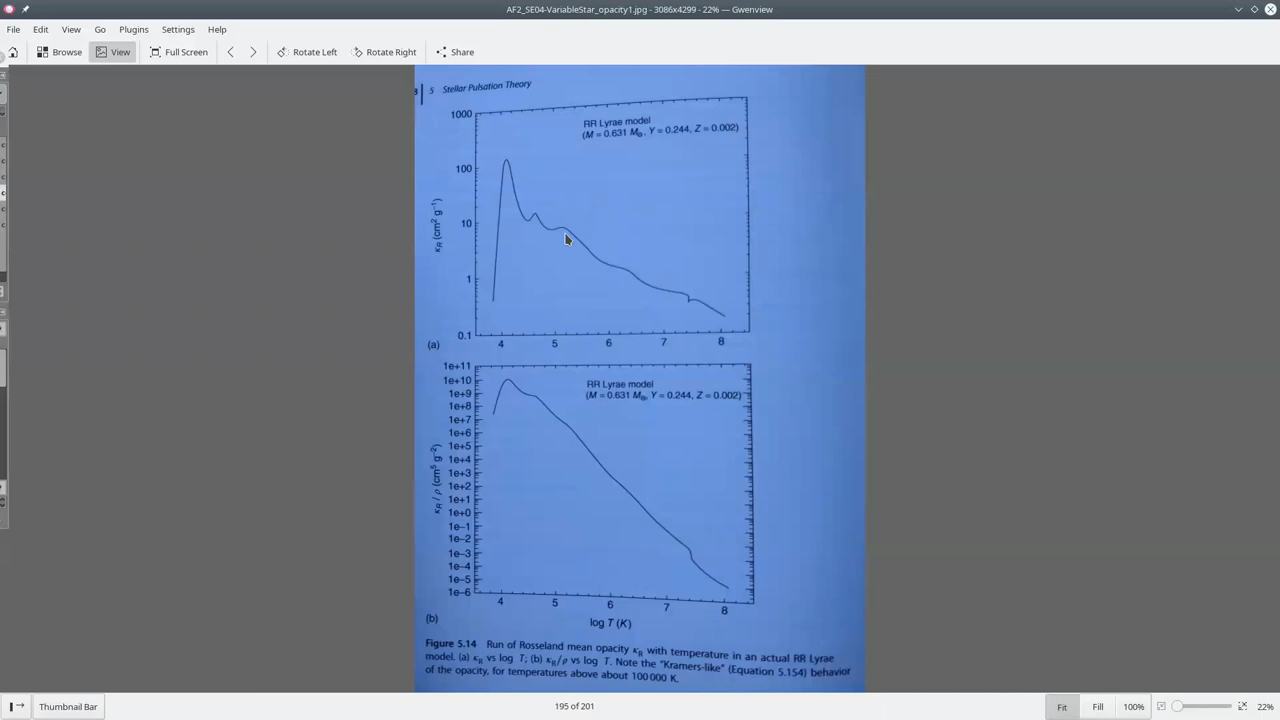 AF2_SE04-VariableStar_opacity1.jpg - 3086x4299 - 22% — Gwenview
File Edit View Go Plugins Settings Help
Browse View Full Screen Rotate Left Rotate Right Share
5 Stellar Pulsation Theory
RR Lyrae model
(M = 0.631 M⊙, Y = 0.244, Z = 0.002)
κR (cm² g⁻¹)
1000
100
10
1
0.1
4 5 6 7 8
(a)
RR Lyrae model
(M = 0.631 M⊙, Y = 0.244, Z = 0.002)
κR / ρ (cm⁵ g⁻²)
1e+11
1e+10
1e+9
1e+8
1e+7
1e+6
1e+5
1e+4
1e+3
1e+2
1e+1
1e+0
1e−1
1e−2
1e−3
1e−4
1e−5
1e−6
4 5 6 7 8
(b)
log T (K)
Figure 5.14 Run of Rosseland mean opacity κR with temperature in an actual RR Lyrae
model. (a) κR vs log T; (b) κR/ρ vs log T. Note the "Kramers-like" (Equation 5.154) behavior
of the opacity, for temperatures above about 100 000 K.
Thumbnail Bar 195 of 201 Fit Fill 100% 22%